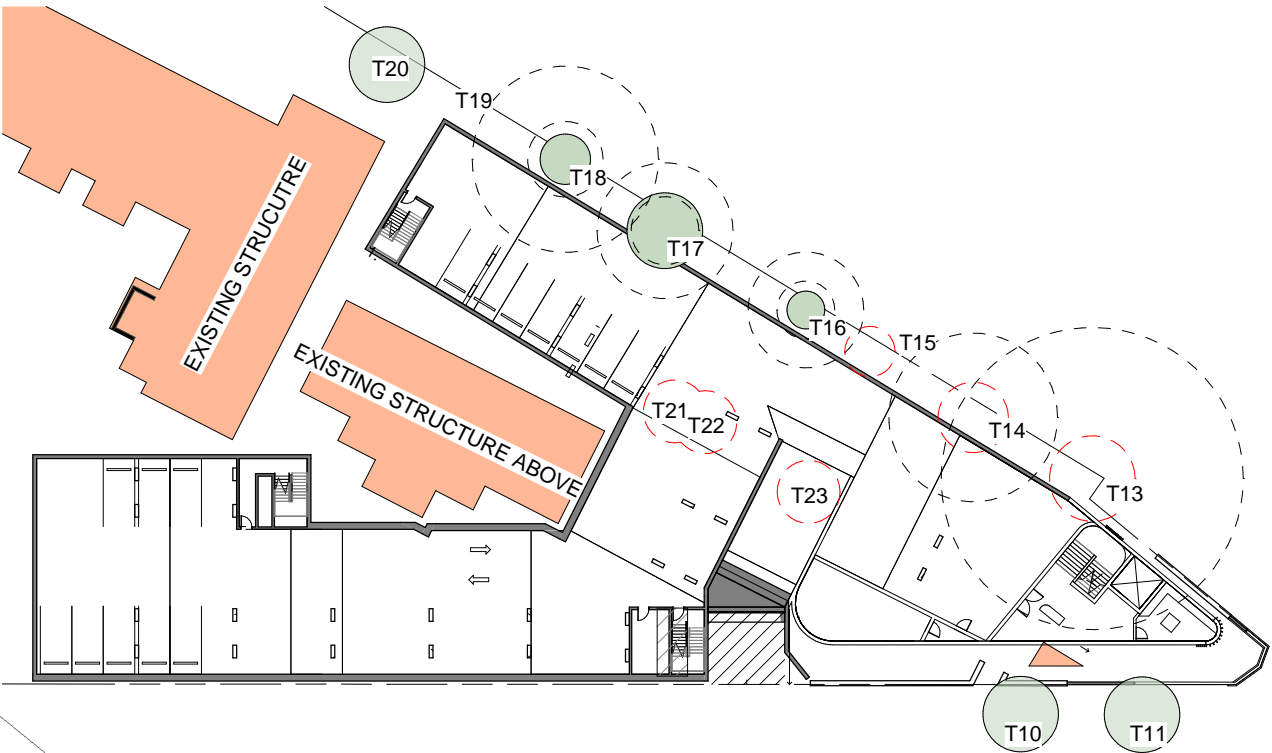 T20
T19
T18
T17
T16
T15
T14
T13
EXISTING STRUCUTRE
EXISTING STRUCTURE ABOVE
T21
T22
T23
T10
T11